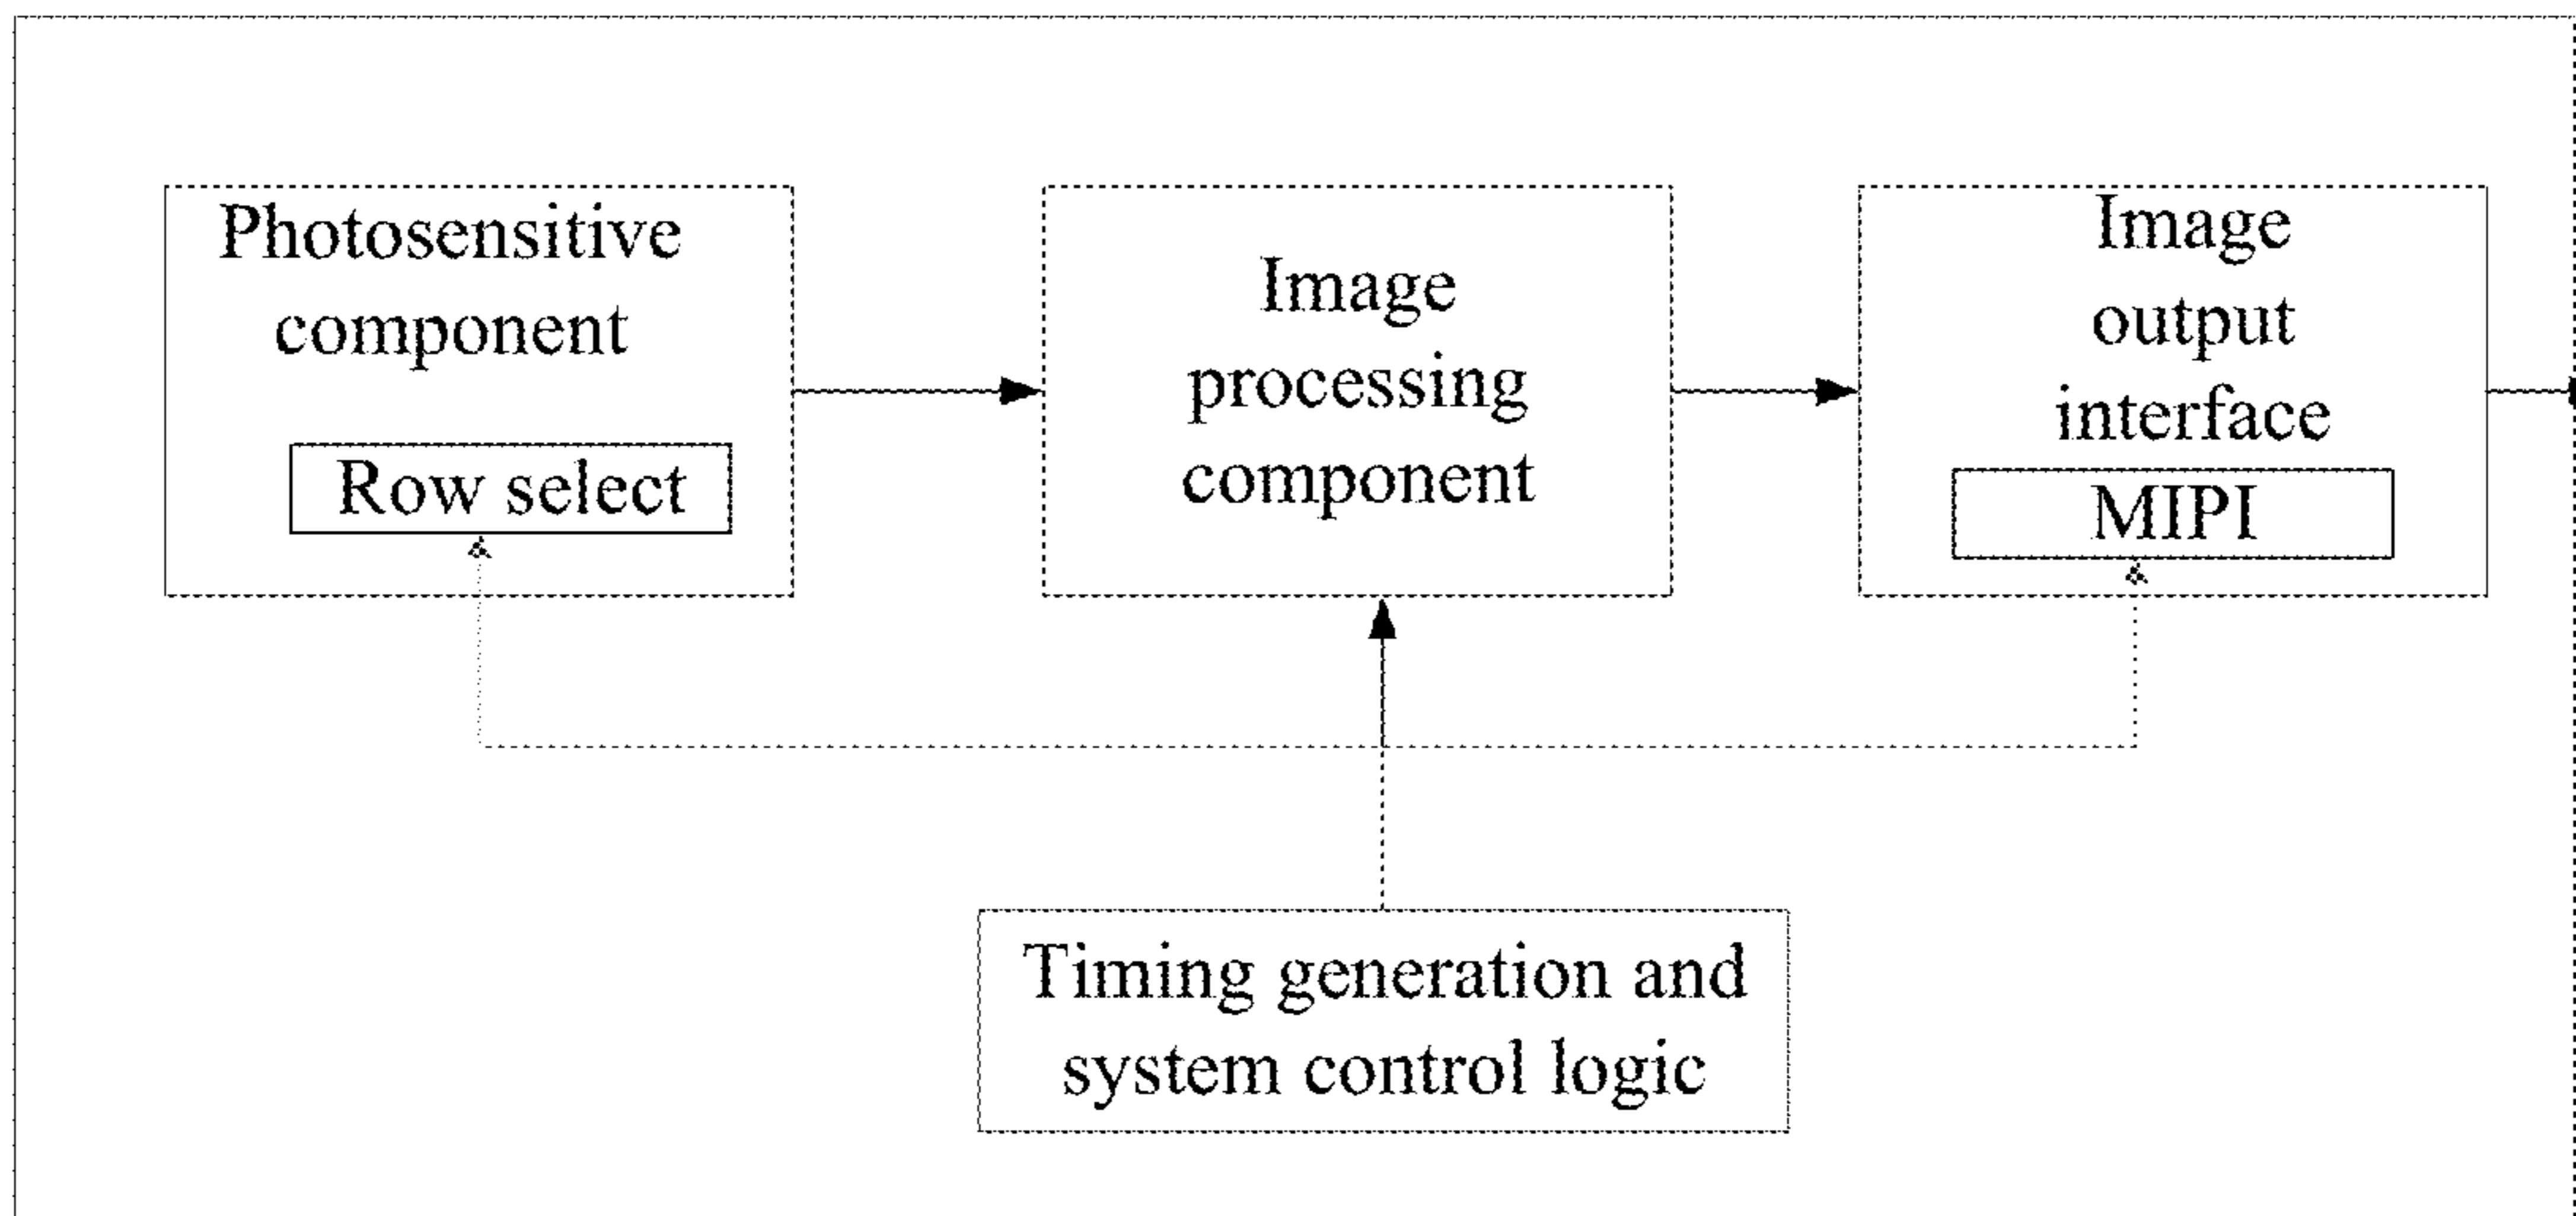 Photosensitive
component
Row select
Image
processing
component
Image
output
interface
MIPI
Timing generation and
system control logic